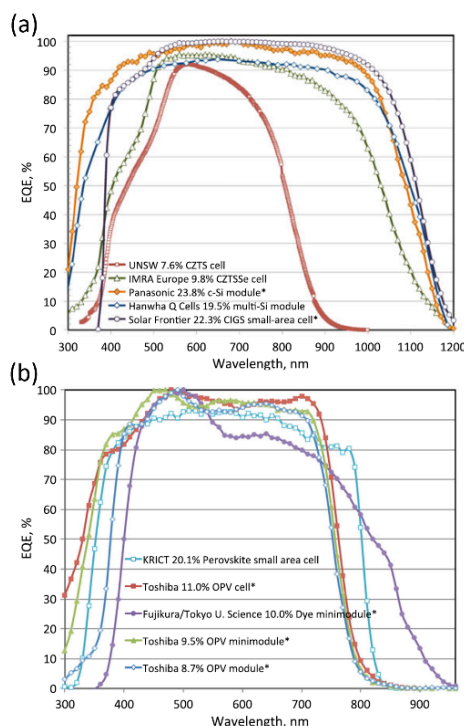 (a)
100
90
80
70
60
50
40
30
20
10
0
EQE, %
UNSW 7.6% CZTS cell
IMRA Europe 9.8% CZTSSe cell
Panasonic 23.8% c-Si module*
Hanwha Q Cells 19.5% multi-Si module
Solar Frontier 22.3% CIGS small-area cell*
300 400 500 600 700 800 900 1000 1100 1200
Wavelength, nm
(b)
100
90
80
70
60
50
40
30
20
10
0
EQE, %
KRICT 20.1% Perovskite small area cell
Toshiba 11.0% OPV cell*
Fujikura/Tokyo U. Science 10.0% Dye minimodule*
Toshiba 9.5% OPV minimodule*
Toshiba 8.7% OPV module*
300 400 500 600 700 800 900
Wavelength, nm